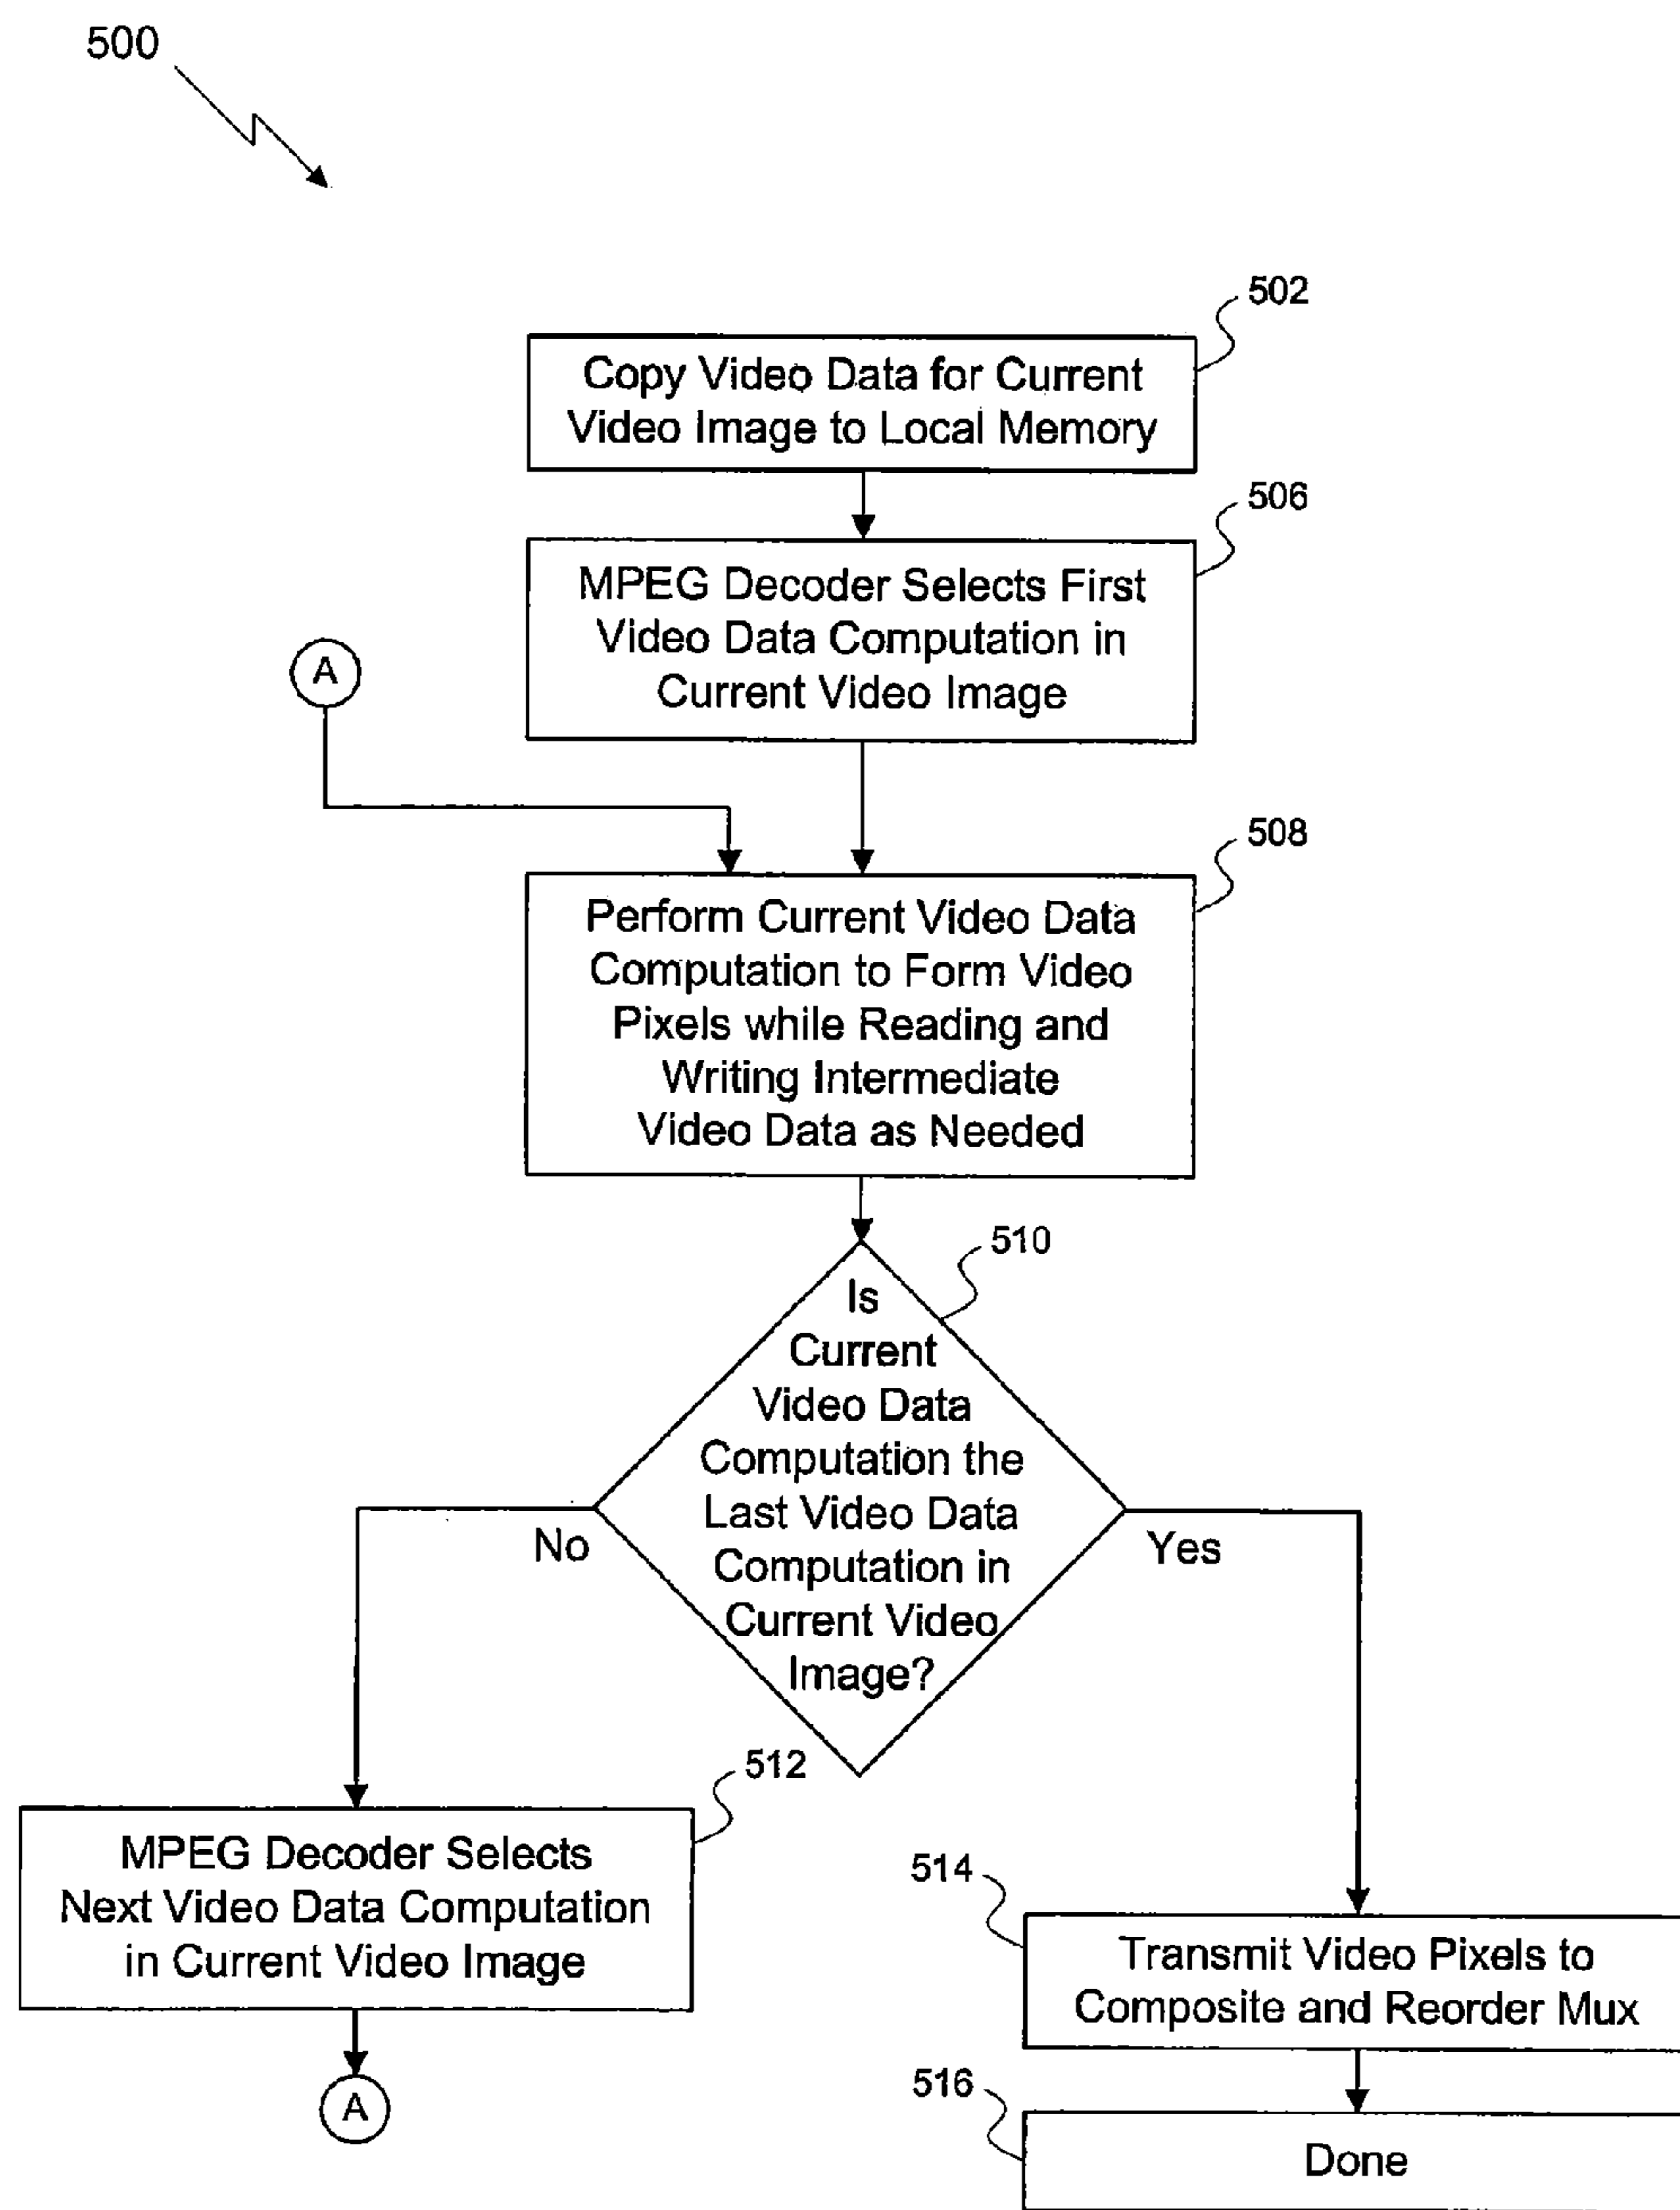 500
502
Copy Video Data for Current
Video Image to Local Memory
506
MPEG Decoder Selects First
Video Data Computation in
Current Video Image
A
508
Perform Current Video Data
Computation to Form Video
Pixels while Reading and
Writing Intermediate
Video Data as Needed
510
Is
Current
Video Data
Computation the
Last Video Data
Computation in
Current Video
Image?
No
Yes
512
MPEG Decoder Selects
Next Video Data Computation
in Current Video Image
A
514
Transmit Video Pixels to
Composite and Reorder Mux
516
Done